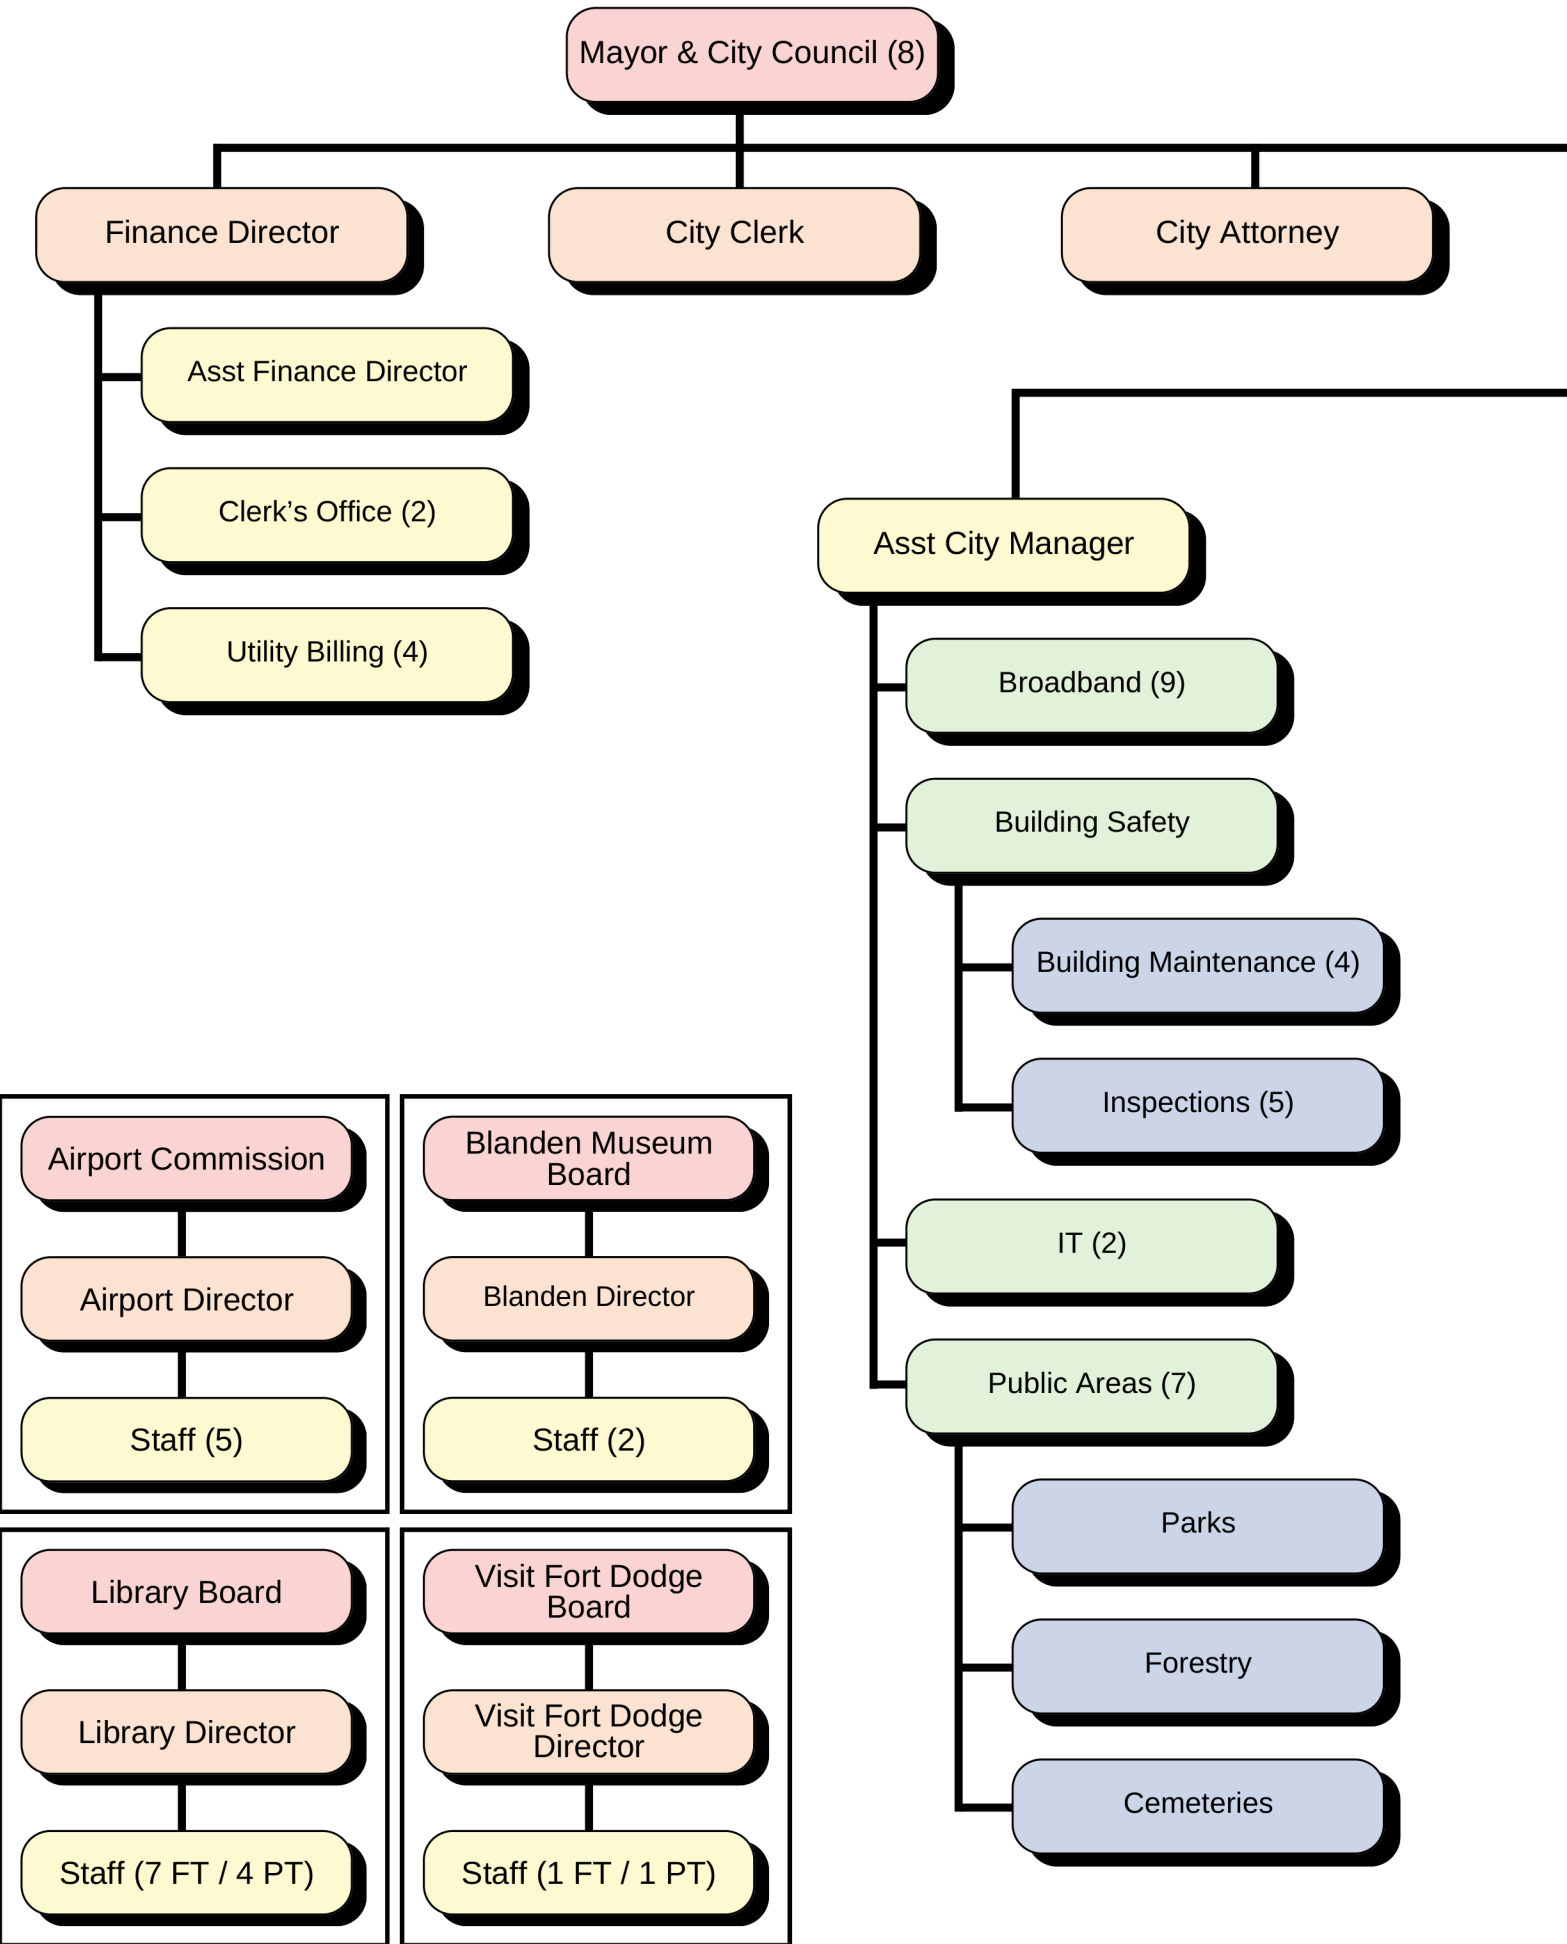 Mayor & City Council (8)
Finance Director
City Clerk
City Attorney
Asst Finance Director
Clerk’s Office (2)
Utility Billing (4)
Asst City Manager
Broadband (9)
Building Safety
Building Maintenance (4)
Inspections (5)
IT (2)
Public Areas (7)
Parks
Forestry
Cemeteries
Airport Commission
Airport Director
Staff (5)
Blanden Museum
Board
Blanden Director
Staff (2)
Library Board
Library Director
Staff (7 FT / 4 PT)
Visit Fort Dodge
Board
Visit Fort Dodge
Director
Staff (1 FT / 1 PT)